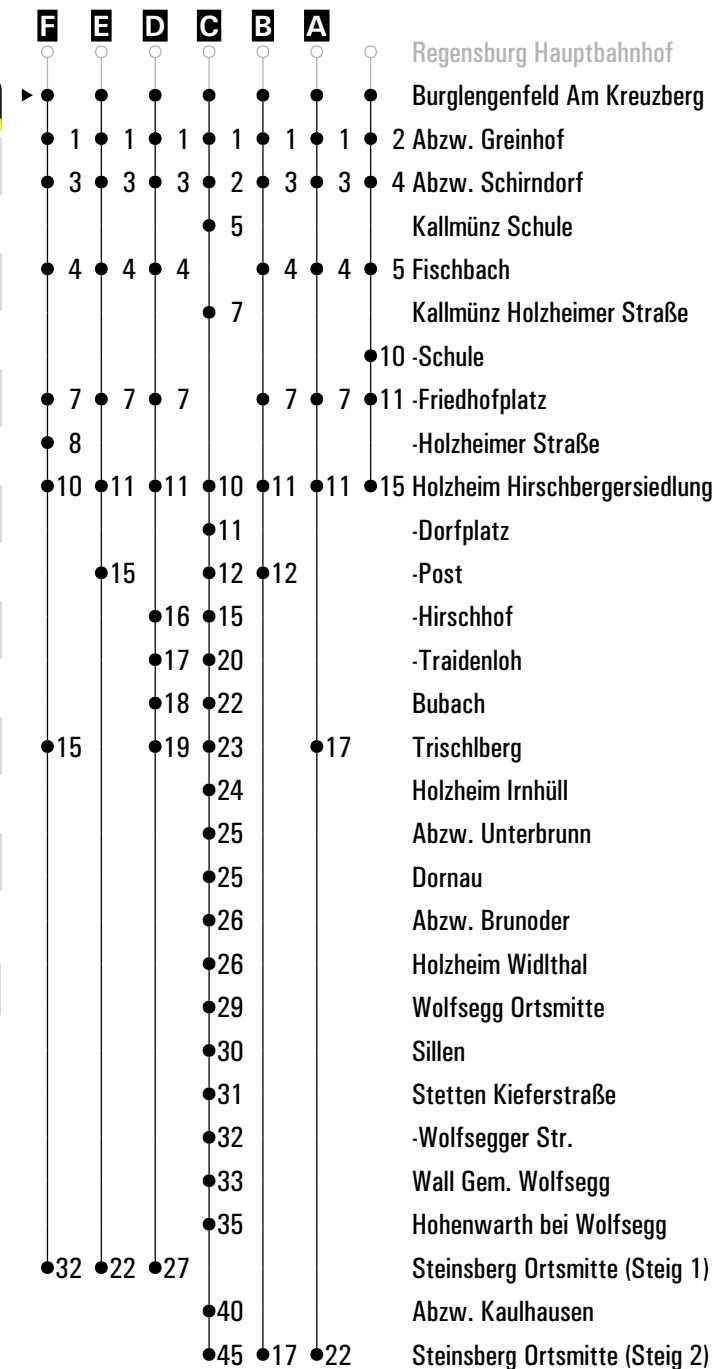 F E D C B A
Regensburg Hauptbahnhof
Burglengenfeld Am Kreuzberg
1 1 1 1 1 1 2 Abzw. Greinhof
3 3 3 2 3 3 4 Abzw. Schirndorf
5 Kallmünz Schule
4 4 4 4 4 5 Fischbach
7 Kallmünz Holzheimer Straße
10 -Schule
7 7 7 7 7 11 -Friedhofplatz
8 -Holzheimer Straße
10 11 11 10 11 11 15 Holzheim Hirschbergersiedlung
11 -Dorfplatz
15 12 12 -Post
16 15 -Hirschhof
17 20 -Traidenloh
18 22 Bubach
15 19 23 17 Trischlberg
24 Holzheim Irnhüll
25 Abzw. Unterbrunn
25 Dornau
26 Abzw. Brunoder
26 Holzheim Widlthal
29 Wolfsegg Ortsmitte
30 Sillen
31 Stetten Kieferstraße
32 -Wolfsegger Str.
33 Wall Gem. Wolfsegg
35 Hohenwarth bei Wolfsegg
32 22 27 Steinsberg Ortsmitte (Steig 1)
40 Abzw. Kaulhausen
45 17 22 Steinsberg Ortsmitte (Steig 2)